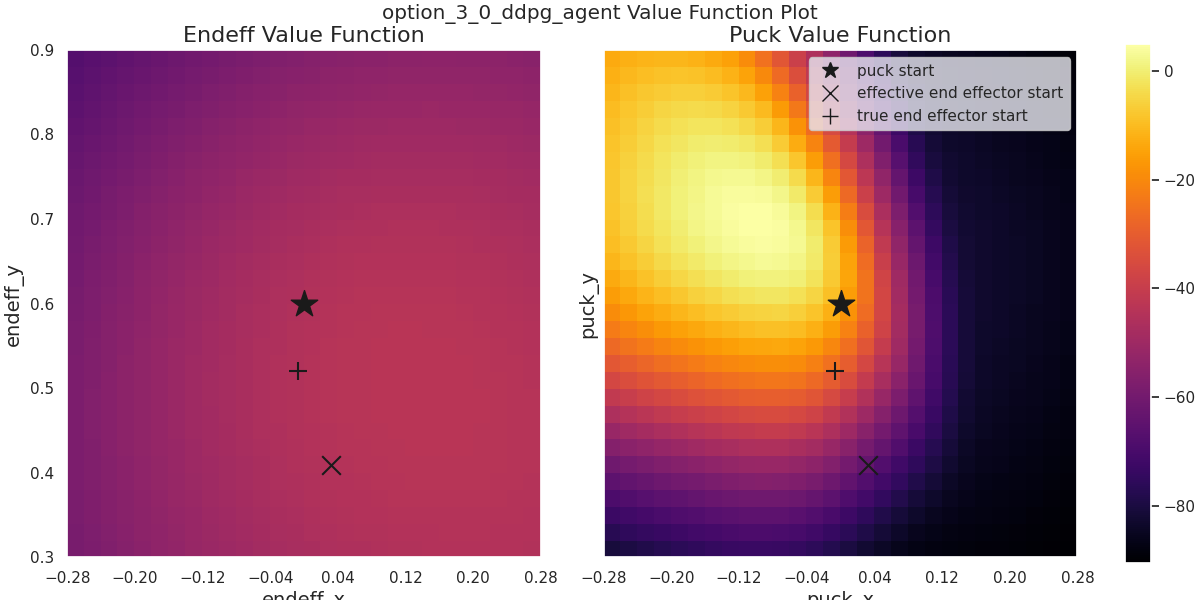 option_3_0_ddpg_agent Value Function Plot
Endeff Value Function
Puck Value Function
puck start
effective end effector start
true end effector start
endeff_y
0.9
0.8
0.7
0.6
0.5
0.4
0.3
−0.28 −0.20 −0.12 −0.04 0.04 0.12 0.20 0.28
endeff_x
puck_y
−0.28 −0.20 −0.12 −0.04 0.04 0.12 0.20 0.28
puck_x
0
−20
−40
−60
−80